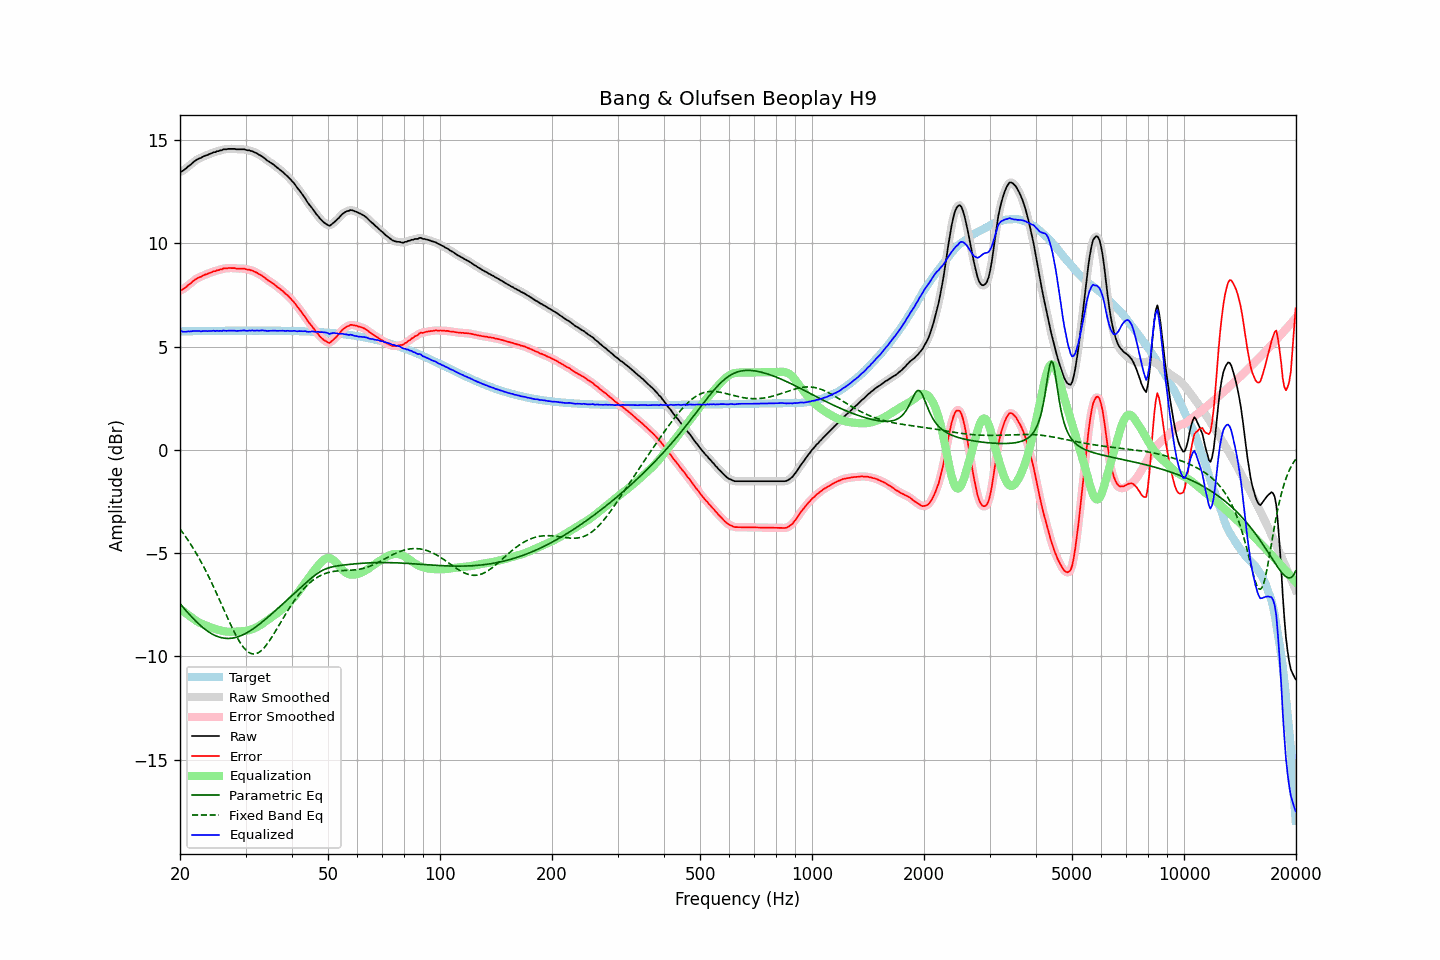 Bang & Olufsen Beoplay H9
Amplitude (dBr)
15
10
5
0
−5
−10
−15
Target
Raw Smoothed
Error Smoothed
Raw
Error
Equalization
Parametric Eq
Fixed Band Eq
Equalized
20 50 100 200 500 1000 2000 5000 10000 20000
Frequency (Hz)